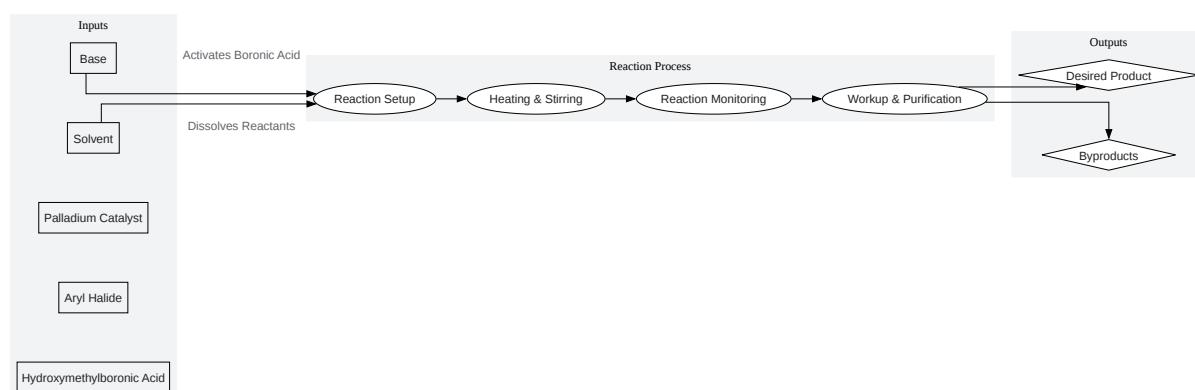 Inputs
Base
Solvent
Palladium Catalyst
Aryl Halide
Hydroxymethylboronic Acid
Activates Boronic Acid
Dissolves Reactants
Reaction Process
Reaction Setup
Heating & Stirring
Reaction Monitoring
Workup & Purification
Outputs
Desired Product
Byproducts